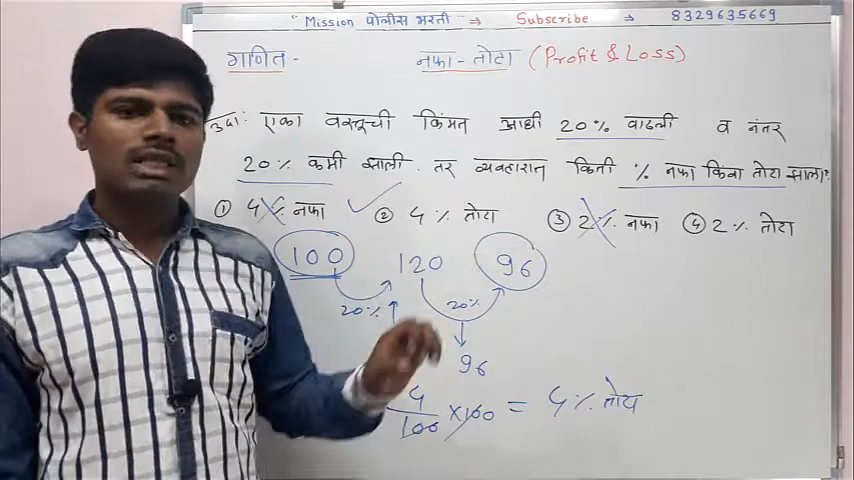 "Mission पोलीस भरती" ⇒ Subscribe → 8329635669
गणित - नफा - तोटा (Profit & Loss)
उदा: एका वस्तूची किंमत आधी 20% वाढली व नंतर
20% कमी झाली. तर व्यवहारात किती % नफा किंवा तोटा झाला?
① 4% नफा ② 4% तोटा ③ 2% नफा ④ 2% तोटा
100 120 96
20% ↑ 20%
96
4/100 × 100 = 4% तोटा